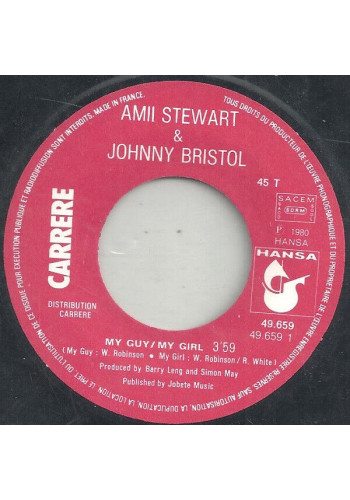 AMII STEWART
&
JOHNNY BRISTOL
45 T
SACEM
SDRM
P 1980
HANSA
HANSA
CARRERE
DISTRIBUTION
CARRERE
49.659
49.659 1
MY GUY/MY GIRL 3'59
(My Guy : W. Robinson • My Girl : W. Robinson / R. White)
Produced by Barry Leng and Simon May
Published by Jobete Music
MADE IN FRANCE. TOUS DROITS DU PRODUCTEUR DE L'ŒUVRE PHONOGRAPHIQUE ET DU PROPRIETAIRE DE L'ŒUVRE ENREGISTREE RESERVES. SAUF AUTORISATION, LA DUPLICATION, LA LOCATION, LE PRET OU L'UTILISATION DE CE DISQUE POUR EXECUTION PUBLIQUE ET RADIODIFFUSION SONT INTERDITS.